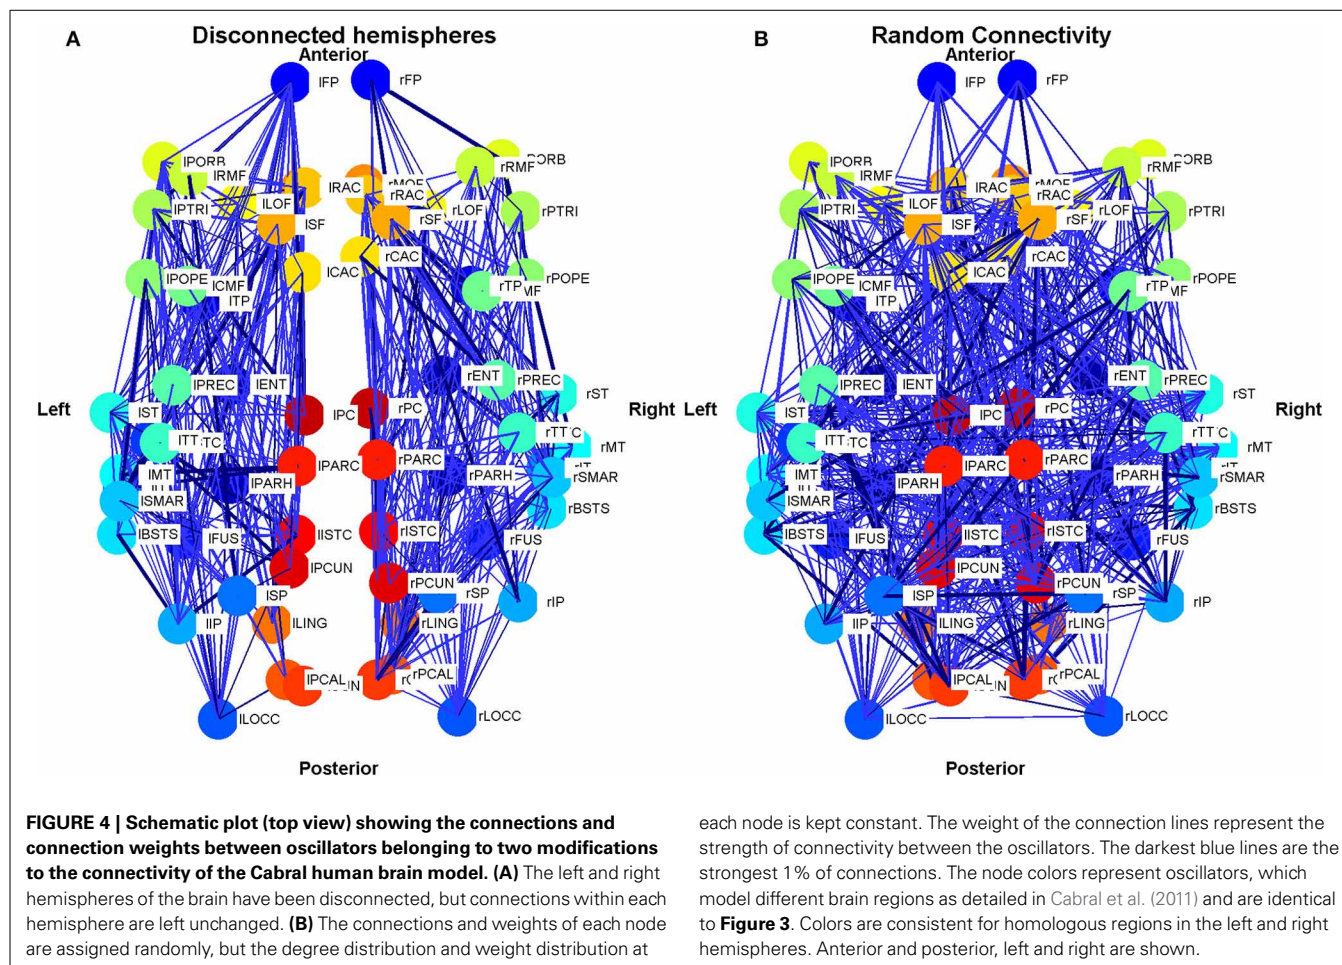 A
Disconnected hemispheres
Anterior
lFP
rFP
lPORB
lRMF
lRAC
rRAC
rRMF
lPTRI
lLOF
lSF
rSF
rLOF
rPTRI
lCAC
rCAC
lPOPE
lCMF
lTP
rTP
rPOPE
lPREC
lENT
rENT
rPREC
rST
Left
lST
lPC
rPC
Right
lTT
rTT
rMT
lMT
lPARC
rPARC
lPARH
rPARH
rSMAR
lSMAR
rBSTS
lBSTS
lFUS
lISTC
rISTC
rFUS
lPCUN
rPCUN
lSP
rSP
rIP
lIP
lLING
rLING
lPCAL
rPCAL
lLOCC
rLOCC
Posterior
B
Random Connectivity
Anterior
lFP
rFP
lPORB
lRMF
lRAC
rRAC
rRMF
lPTRI
lLOF
lSF
rSF
rLOF
rPTRI
lCAC
rCAC
lPOPE
lCMF
lTP
rTP
rPOPE
lPREC
lENT
rENT
rPREC
rST
Left
lST
lPC
rPC
Right
lTT
rTT
rMT
lMT
lPARC
rPARC
lPARH
rPARH
rSMAR
lSMAR
rBSTS
lBSTS
lFUS
lISTC
rISTC
rFUS
lPCUN
rPCUN
lSP
rSP
rIP
lIP
lLING
rLING
lPCAL
rPCAL
lLOCC
rLOCC
Posterior
FIGURE 4 | Schematic plot (top view) showing the connections and
connection weights between oscillators belonging to two modifications
to the connectivity of the Cabral human brain model. (A) The left and right
hemispheres of the brain have been disconnected, but connections within each
hemisphere are left unchanged. (B) The connections and weights of each node
are assigned randomly, but the degree distribution and weight distribution at
each node is kept constant. The weight of the connection lines represent the
strength of connectivity between the oscillators. The darkest blue lines are the
strongest 1% of connections. The node colors represent oscillators, which
model different brain regions as detailed in Cabral et al. (2011) and are identical
to Figure 3. Colors are consistent for homologous regions in the left and right
hemispheres. Anterior and posterior, left and right are shown.